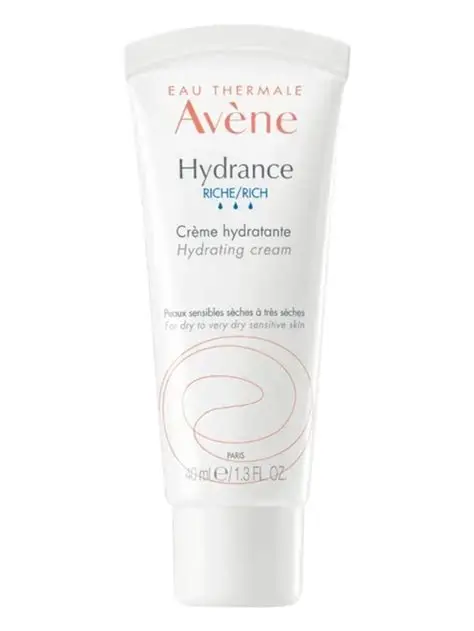 EAU THERMALE
Avène
Hydrance
RICHE/RICH
Crème hydratante
Hydrating cream
Peaux sensibles sèches à très sèches
For dry to very dry sensitive skin
PARIS
40 ml ℮/1.3 FL. OZ.